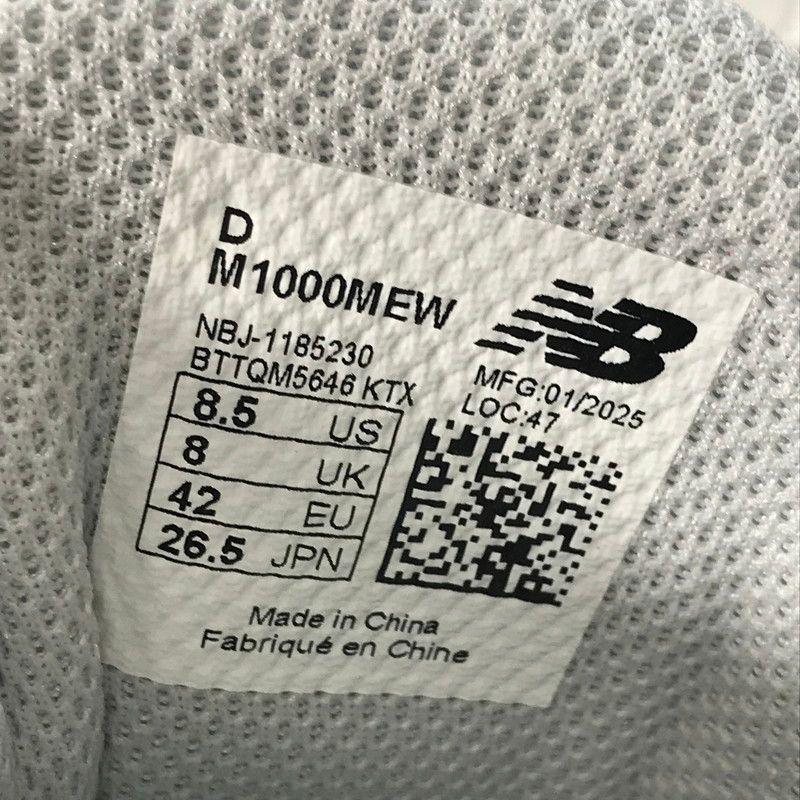 D
M1000MEW
NB
NBJ-1185230
BTTQM5646 KTX
MFG:01/2025
LOC:47
8.5 US
8 UK
42 EU
26.5 JPN
Made in China
Fabriqué en Chine